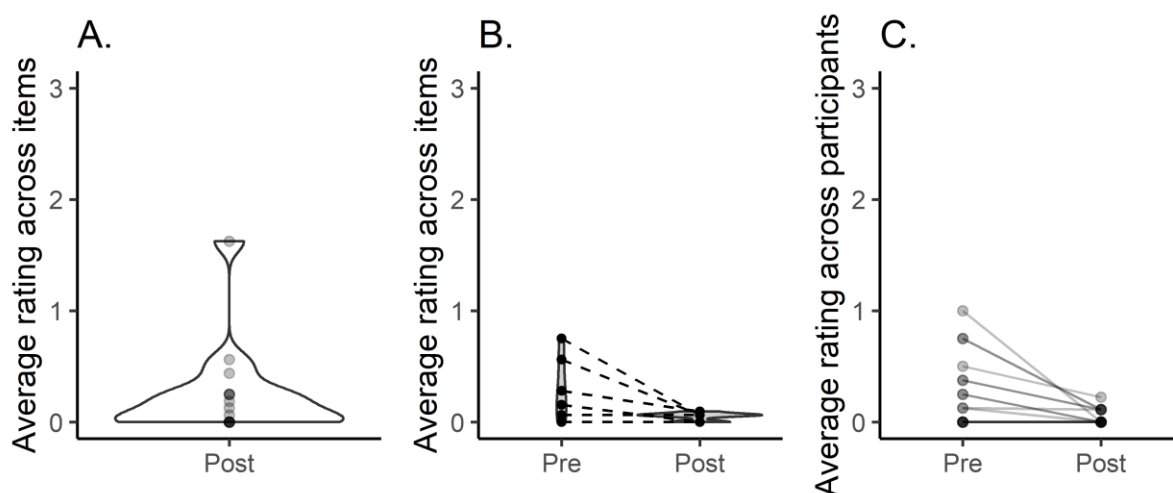 A.
Average rating across items
3
2
1
0
Post
B.
Average rating across items
3
2
1
0
Pre Post
C.
Average rating across participants
3
2
1
0
Pre Post